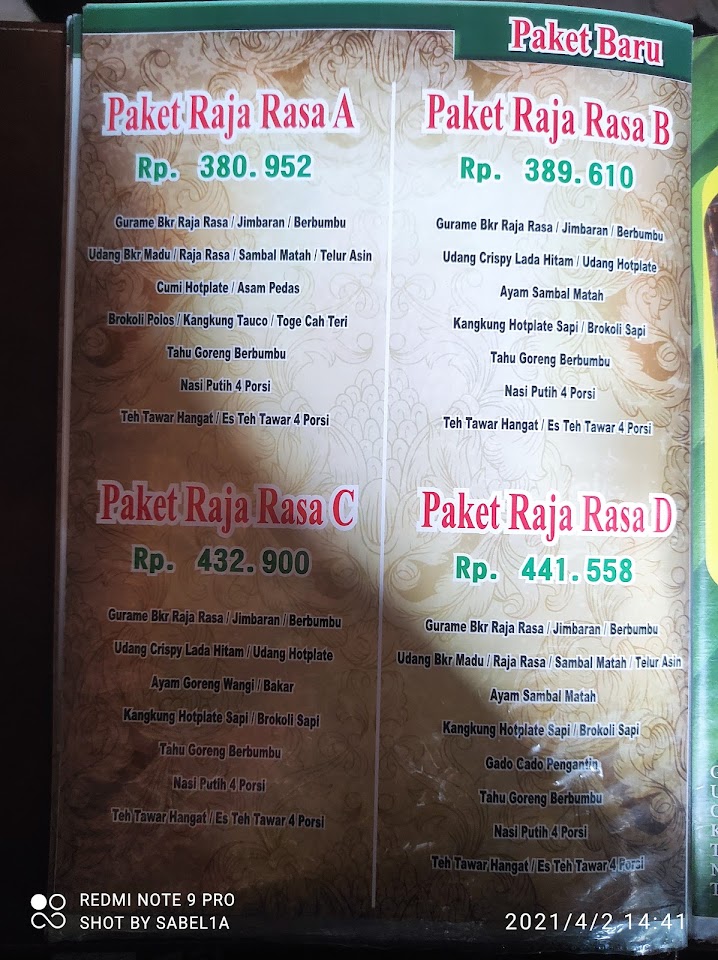 Paket Baru
Paket Raja Rasa A
Rp. 380.952
Gurame Bkr Raja Rasa / Jimbaran / Berbumbu
Udang Bkr Madu / Raja Rasa / Sambal Matah / Telur Asin
Cumi Hotplate / Asam Pedas
Brokoli Polos / Kangkung Tauco / Toge Cah Teri
Tahu Goreng Berbumbu
Nasi Putih 4 Porsi
Teh Tawar Hangat / Es Teh Tawar 4 Porsi
Paket Raja Rasa B
Rp. 389.610
Gurame Bkr Raja Rasa / Jimbaran / Berbumbu
Udang Crispy Lada Hitam / Udang Hotplate
Ayam Sambal Matah
Kangkung Hotplate Sapi / Brokoli Sapi
Tahu Goreng Berbumbu
Nasi Putih 4 Porsi
Teh Tawar Hangat / Es Teh Tawar 4 Porsi
Paket Raja Rasa C
Rp. 432.900
Gurame Bkr Raja Rasa / Jimbaran / Berbumbu
Udang Crispy Lada Hitam / Udang Hotplate
Ayam Goreng Wangi / Bakar
Kangkung Hotplate Sapi / Brokoli Sapi
Tahu Goreng Berbumbu
Nasi Putih 4 Porsi
Teh Tawar Hangat / Es Teh Tawar 4 Porsi
Paket Raja Rasa D
Rp. 441.558
Gurame Bkr Raja Rasa / Jimbaran / Berbumbu
Udang Bkr Madu / Raja Rasa / Sambal Matah / Telur Asin
Ayam Sambal Matah
Kangkung Hotplate Sapi / Brokoli Sapi
Gado Cado Pengantin
Tahu Goreng Berbumbu
Nasi Putih 4 Porsi
Teh Tawar Hangat / Es Teh Tawar 4 Porsi
REDMI NOTE 9 PRO
SHOT BY SABEL1A
2021/4/2 14:41